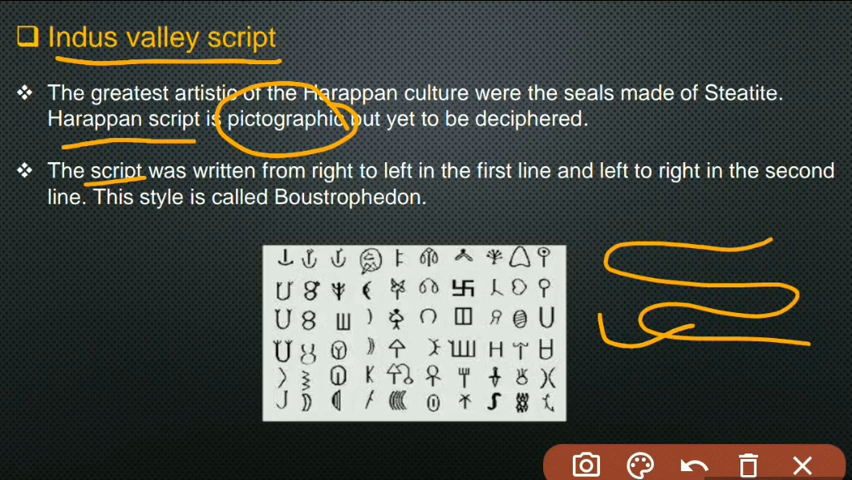 Indus valley script
The greatest artistic of the Harappan culture were the seals made of Steatite.
Harappan script is pictographic but yet to be deciphered.
The script was written from right to left in the first line and left to right in the second
line. This style is called Boustrophedon.